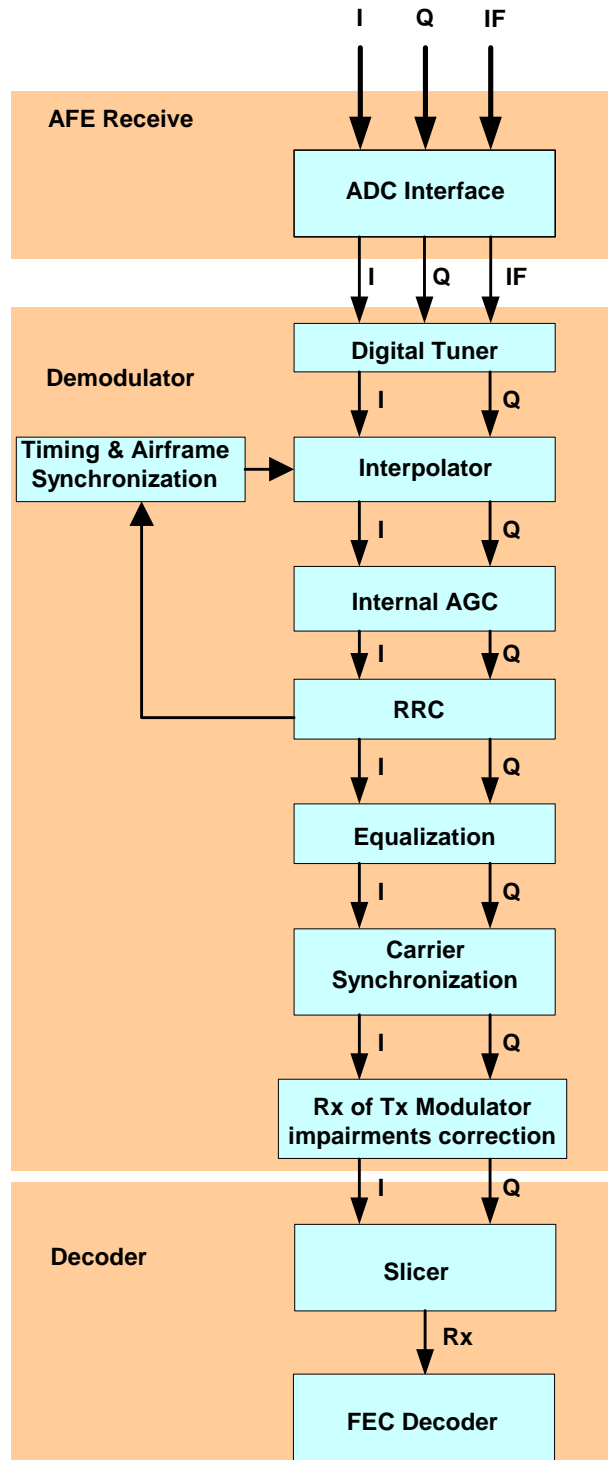 I Q IF
AFE Receive
ADC Interface
I Q IF
Digital Tuner
Demodulator
I Q
Timing & Airframe
Synchronization
Interpolator
I Q
Internal AGC
I Q
RRC
I Q
Equalization
I Q
Carrier
Synchronization
I Q
Rx of Tx Modulator
impairments correction
I Q
Decoder
Slicer
Rx
FEC Decoder